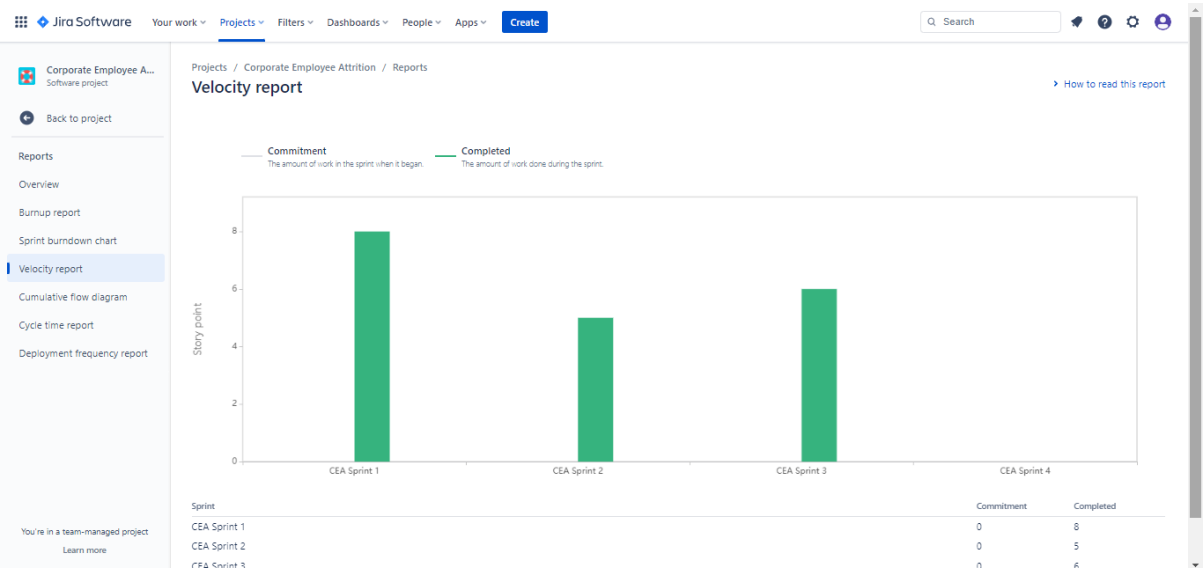 Jira Software Your work Projects Filters Dashboards People Apps Create Search
Corporate Employee A...
Software project
Back to project
Reports
Overview
Burnup report
Sprint burndown chart
Velocity report
Cumulative flow diagram
Cycle time report
Deployment frequency report
You're in a team-managed project
Learn more
Projects / Corporate Employee Attrition / Reports
Velocity report
How to read this report
Commitment
The amount of work in the sprint when it began.
Completed
The amount of work done during the sprint.
Story point
8
6
4
2
0
CEA Sprint 1 CEA Sprint 2 CEA Sprint 3 CEA Sprint 4
Sprint Commitment Completed
CEA Sprint 1 0 8
CEA Sprint 2 0 5
CEA Sprint 3 0 6